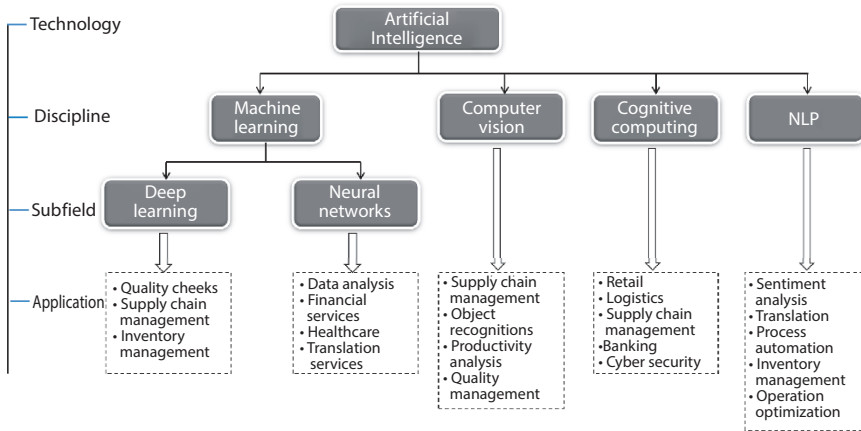 Technology
Artificial
Intelligence
Discipline
Machine
learning
Computer
vision
Cognitive
computing
NLP
Subfield
Deep
learning
Neural
networks
Application
• Quality cheeks
• Supply chain
management
• Inventory
management
• Data analysis
• Financial
services
• Healthcare
• Translation
services
• Supply chain
management
• Object
recognitions
• Productivity
analysis
• Quality
management
• Retail
• Logistics
• Supply chain
management
•Banking
• Cyber security
• Sentiment
analysis
• Translation
• Process
automation
• Inventory
management
• Operation
optimization